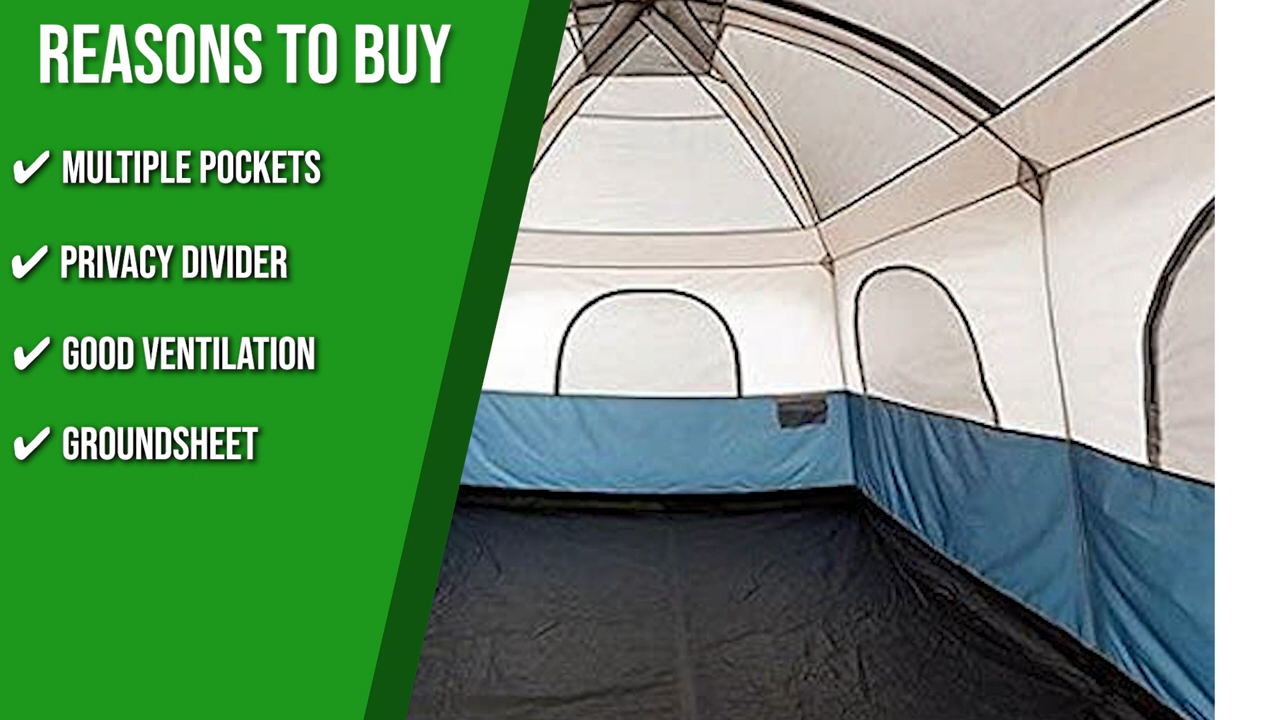 REASONS TO BUY
✔ MULTIPLE POCKETS
✔ PRIVACY DIVIDER
✔ GOOD VENTILATION
✔ GROUNDSHEET